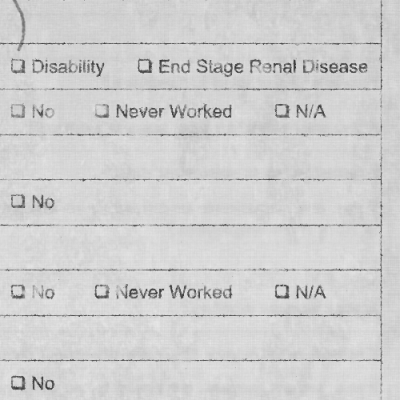 ❑ Disability ❑ End Stage Renal Disease
❑ No ❑ Never Worked ❑ N/A
❑ No
❑ No ❑ Never Worked ❑ N/A
❑ No